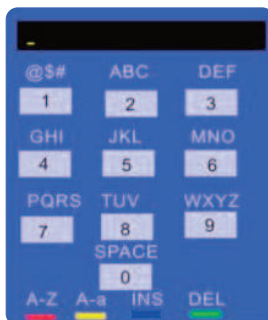 -
@$# ABC DEF
1 2 3
GHI JKL MNO
4 5 6
PQRS TUV WXYZ
7 8 9
SPACE
0
A-Z A-a INS DEL